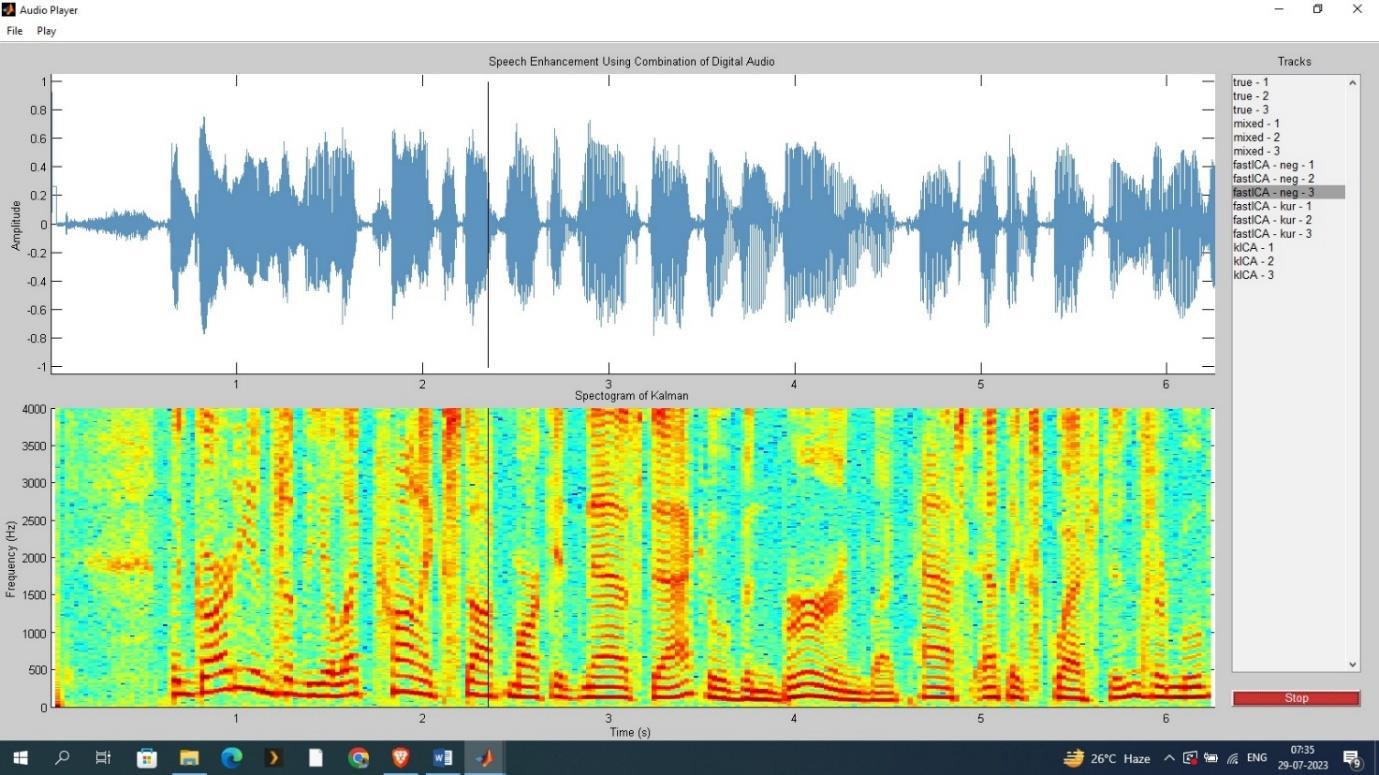 Audio Player
File Play
Speech Enhancement Using Combination of Digital Audio
Tracks
1
0.8
0.6
0.4
0.2
0
-0.2
-0.4
-0.6
-0.8
-1
Amplitude
1 2 3 4 5 6
true - 1
true - 2
true - 3
mixed - 1
mixed - 2
mixed - 3
fastICA - neg - 1
fastICA - neg - 2
fastICA - neg - 3
fastICA - kur - 1
fastICA - kur - 2
fastICA - kur - 3
kICA - 1
kICA - 2
kICA - 3
Spectogram of Kalman
4000
3500
3000
2500
2000
1500
1000
500
0
Frequency (Hz)
1 2 3 4 5 6
Time (s)
Stop
26°C Haze
ENG
07:35
29-07-2023
9